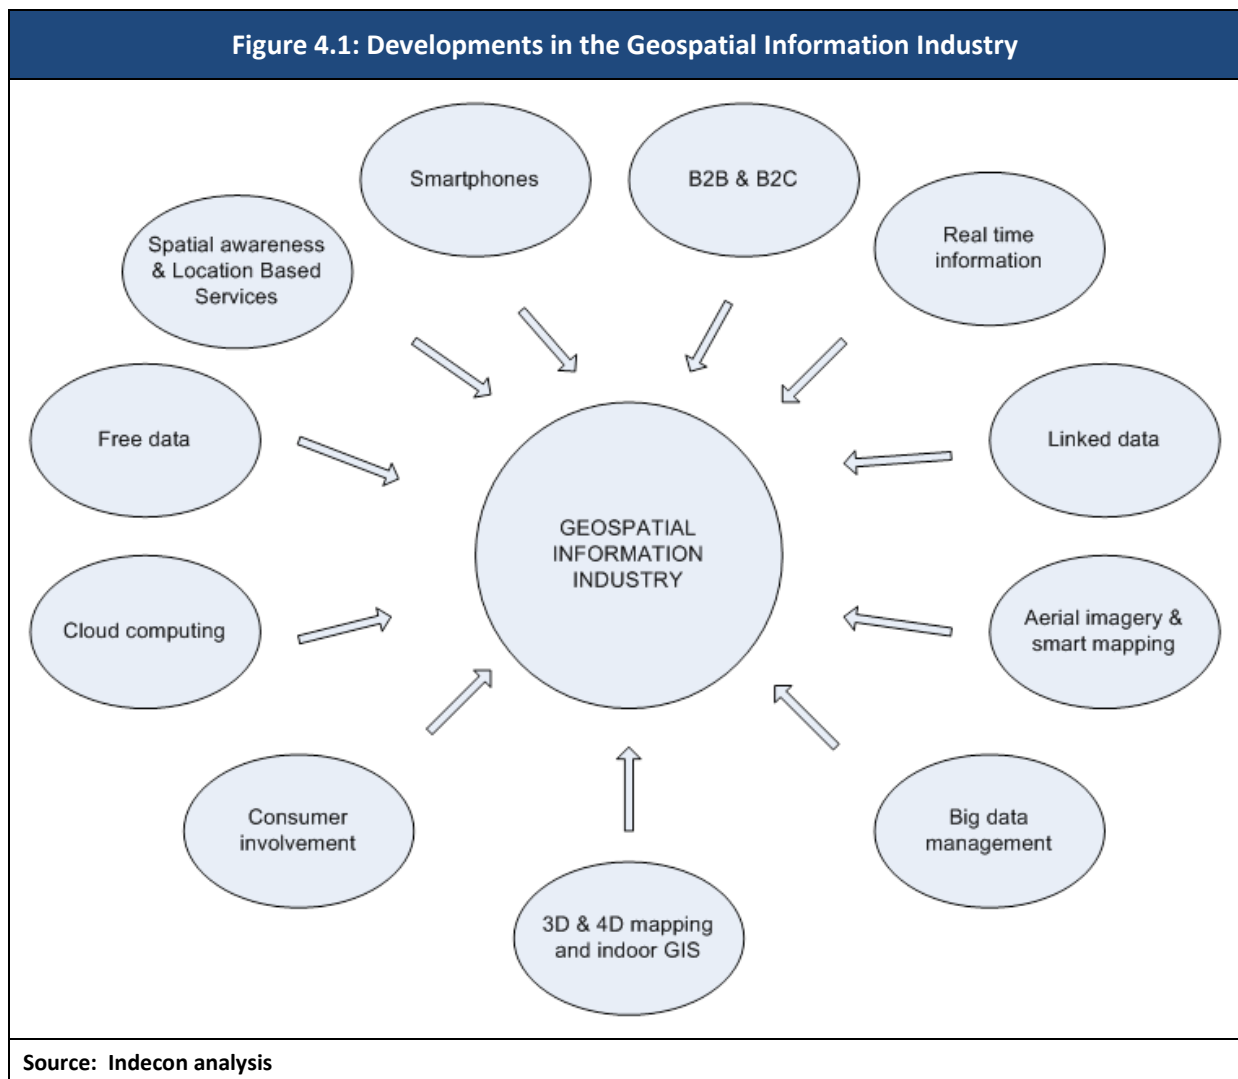 Figure 4.1: Developments in the Geospatial Information Industry
Smartphones
B2B & B2C
Spatial awareness
& Location Based
Services
Real time
information
Free data
Linked data
GEOSPATIAL
INFORMATION
INDUSTRY
Cloud computing
Aerial imagery &
smart mapping
Consumer
involvement
Big data
management
3D & 4D mapping
and indoor GIS
Source: Indecon analysis